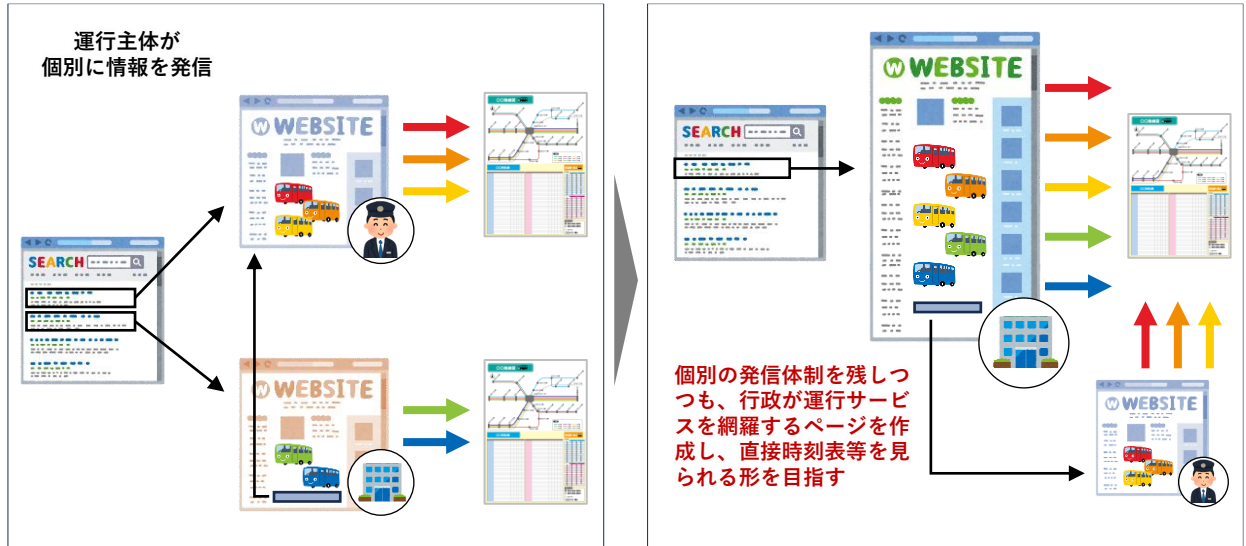 運行主体が
個別に情報を発信
WEBSITE
SEARCH
WEBSITE
WEBSITE
SEARCH
個別の発信体制を残しつ
つも、行政が運行サービ
スを網羅するページを作
成し、直接時刻表等を見
られる形を目指す
WEBSITE